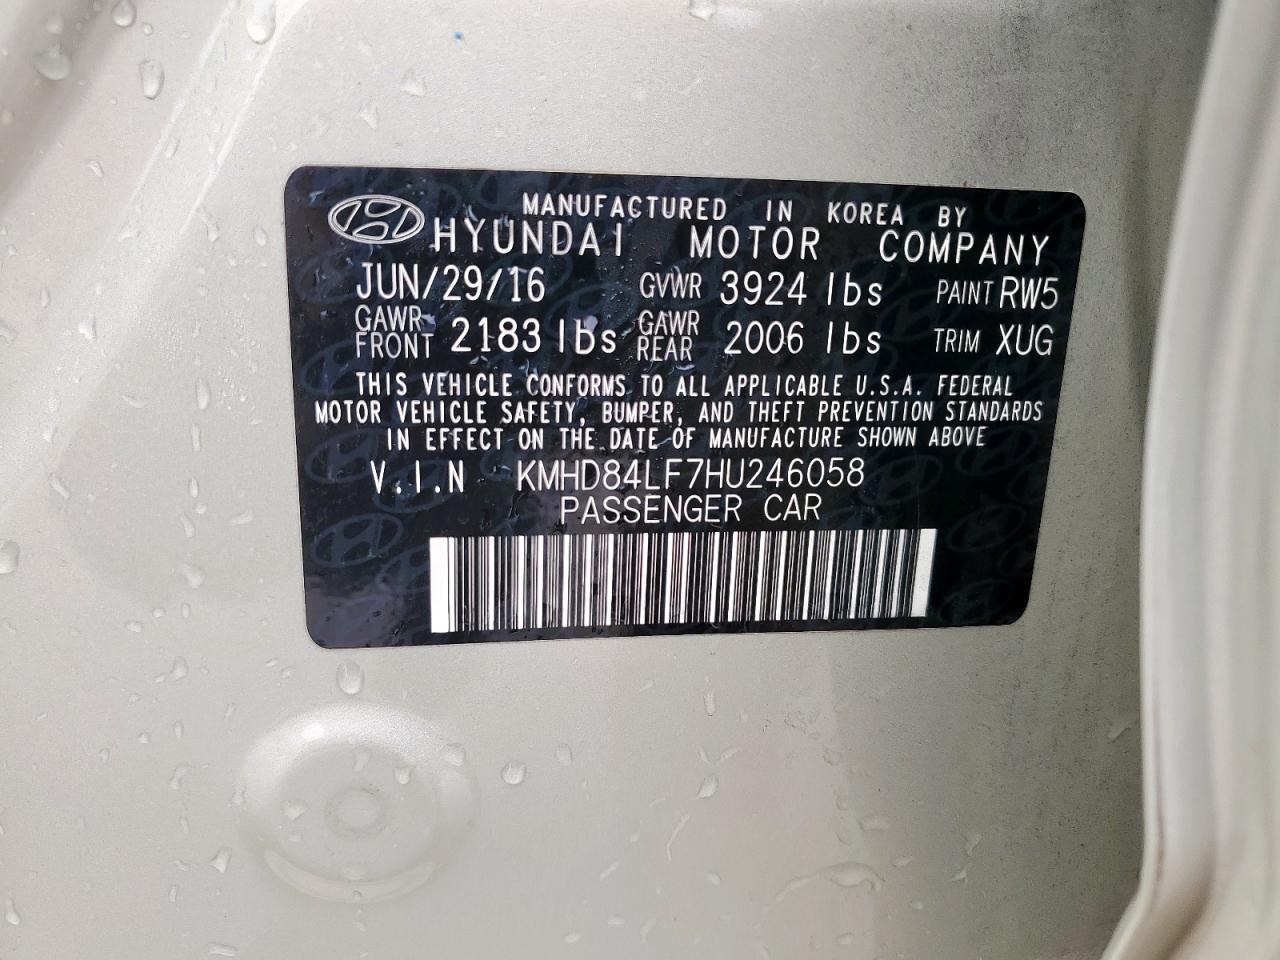 MANUFACTURED IN KOREA BY
HYUNDAI MOTOR COMPANY
JUN/29/16 GVWR 3924 lbs PAINT RW5
GAWR FRONT 2183 lbs GAWR REAR 2006 lbs TRIM XUG
THIS VEHICLE CONFORMS TO ALL APPLICABLE U.S.A. FEDERAL
MOTOR VEHICLE SAFETY, BUMPER, AND THEFT PREVENTION STANDARDS
IN EFFECT ON THE DATE OF MANUFACTURE SHOWN ABOVE
V.I.N KMHD84LF7HU246058
PASSENGER CAR